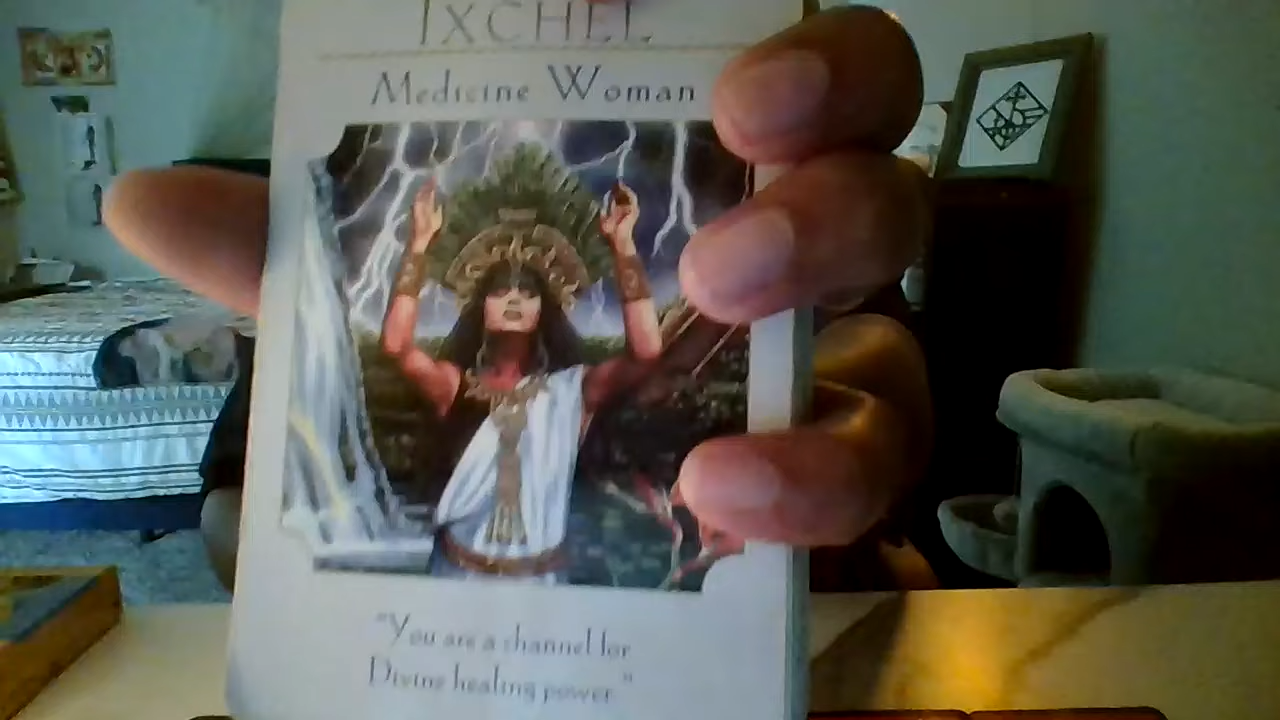 IXCHEL
Medicine Woman
"You are a channel for
Divine healing power."